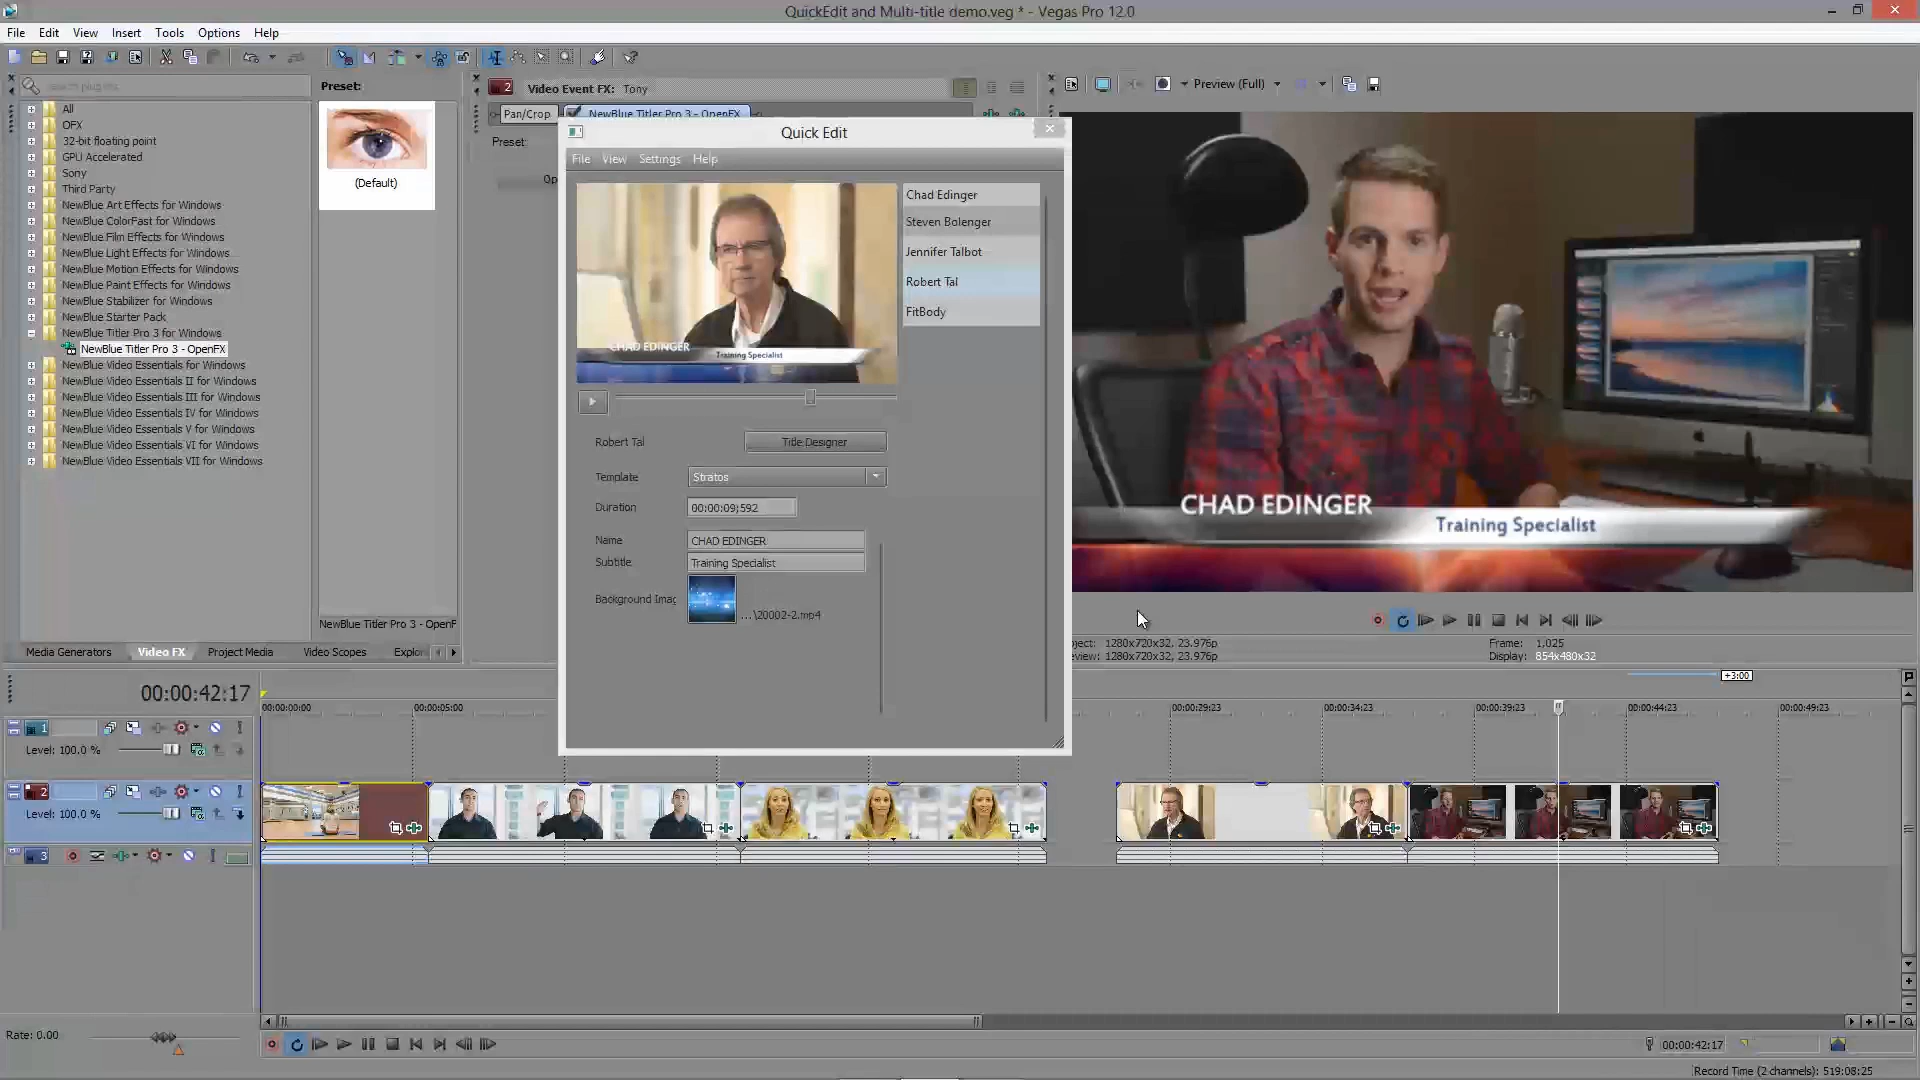 QuickEdit and Multi-title demo.veg * - Vegas Pro 12.0
File Edit View Insert Tools Options Help
Preset:
2 Video Event FX: Tony
Preview (Full)
Pan/Crop NewBlue Titler Pro 3 - OpenFX
Preset:
All
OFX
32-bit floating point
GPU Accelerated
Sony
Third Party
NewBlue Art Effects for Windows
NewBlue ColorFast for Windows
NewBlue Film Effects for Windows
NewBlue Light Effects for Windows
NewBlue Motion Effects for Windows
NewBlue Paint Effects for Windows
NewBlue Stabilizer for Windows
NewBlue Starter Pack
NewBlue Titler Pro 3 for Windows
NewBlue Titler Pro 3 - OpenFX
NewBlue Video Essentials for Windows
NewBlue Video Essentials II for Windows
NewBlue Video Essentials III for Windows
NewBlue Video Essentials IV for Windows
NewBlue Video Essentials V for Windows
NewBlue Video Essentials VI for Windows
NewBlue Video Essentials VII for Windows
(Default)
NewBlue Titler Pro 3 - OpenF
Media Generators Video FX Project Media Video Scopes Explor
Quick Edit
File View Settings Help
Chad Edinger
Steven Bolenger
Jennifer Talbot
Robert Tal
FitBody
CHAD EDINGER
Training Specialist
Robert Tal Title Designer
Template Stratos
Duration 00:00:09;592
Name CHAD EDINGER
Subtitle Training Specialist
Background Imag ...\20002-2.mp4
CHAD EDINGER
Training Specialist
ject: 1280x720x32, 23.976p Frame: 1,025
view: 1280x720x32, 23.976p Display: 854x480x32
+3:00
00:00:42:17
00:00:00:00 00:00:05:00 00:00:29:23 00:00:34:23 00:00:39:23 00:00:44:23 00:00:49:23
1
Level: 100.0 %
2
Level: 100.0 %
3
Rate: 0.00
00:00:42:17
Record Time (2 channels): 519:08:25